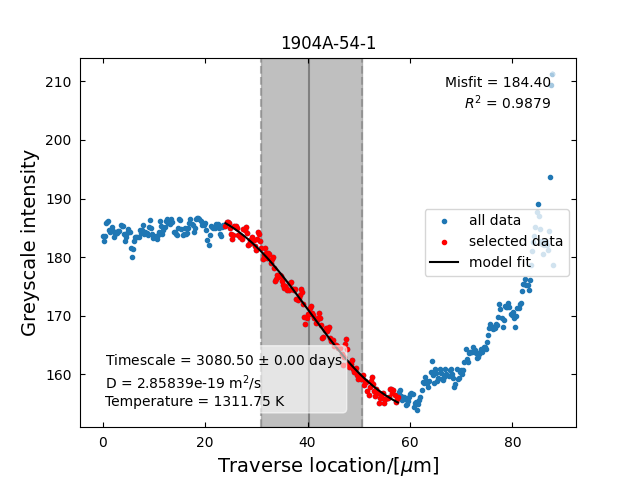 1904A-54-1
Misfit = 184.40
R² = 0.9879
210
200
190
180
170
160
Greyscale intensity
all data
selected data
model fit
Timescale = 3080.50 ± 0.00 days
D = 2.85839e-19 m²/s
Temperature = 1311.75 K
0 20 40 60 80
Traverse location/[μm]